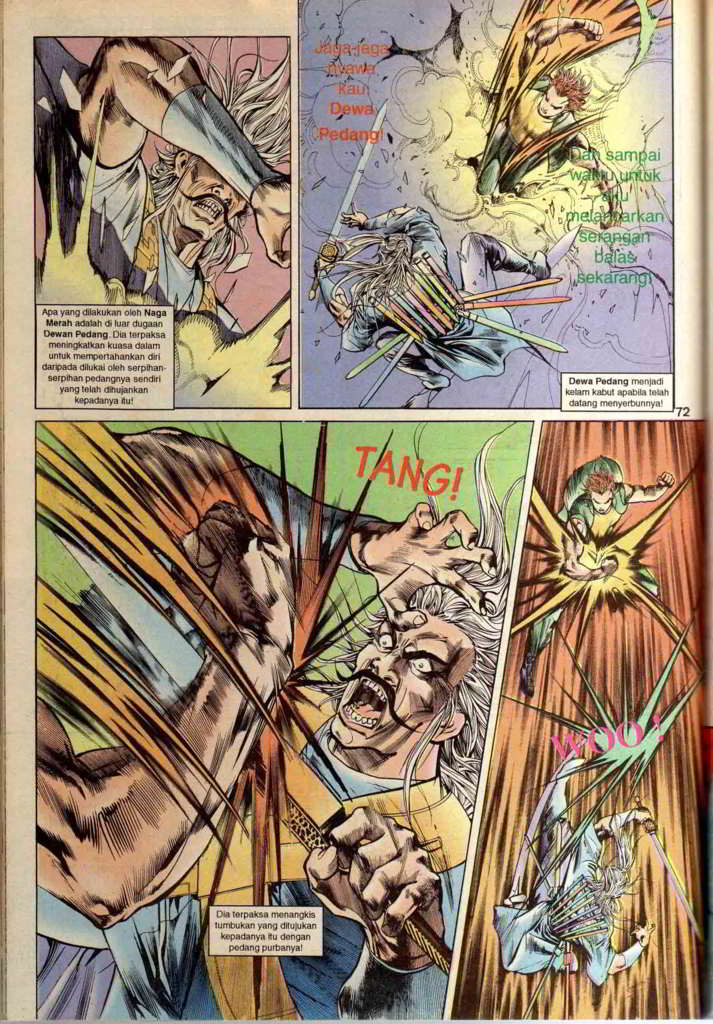 Apa yang dilakukan oleh Naga
Merah adalah di luar dugaan
Dewan Pedang. Dia terpaksa
meningkatkan kuasa dalam
untuk mempertahankan diri
daripada dilukai oleh serpihan-
serpihan pedangnya sendiri
yang telah dihujankan
kepadanya itu!
Jaga-jaga
nyawa
kau,
Dewa
Pedang!
Dan sampai
waktu untuk
aku
melancarkan
serangan
balas
sekarang!
Dewa Pedang menjadi
kelam kabut apabila telah
datang menyerbunnya!
72
TANG!
Dia terpaksa menangkis
tumbukan yang ditujukan
kepadanya itu dengan
pedang purbanya!
WOO!